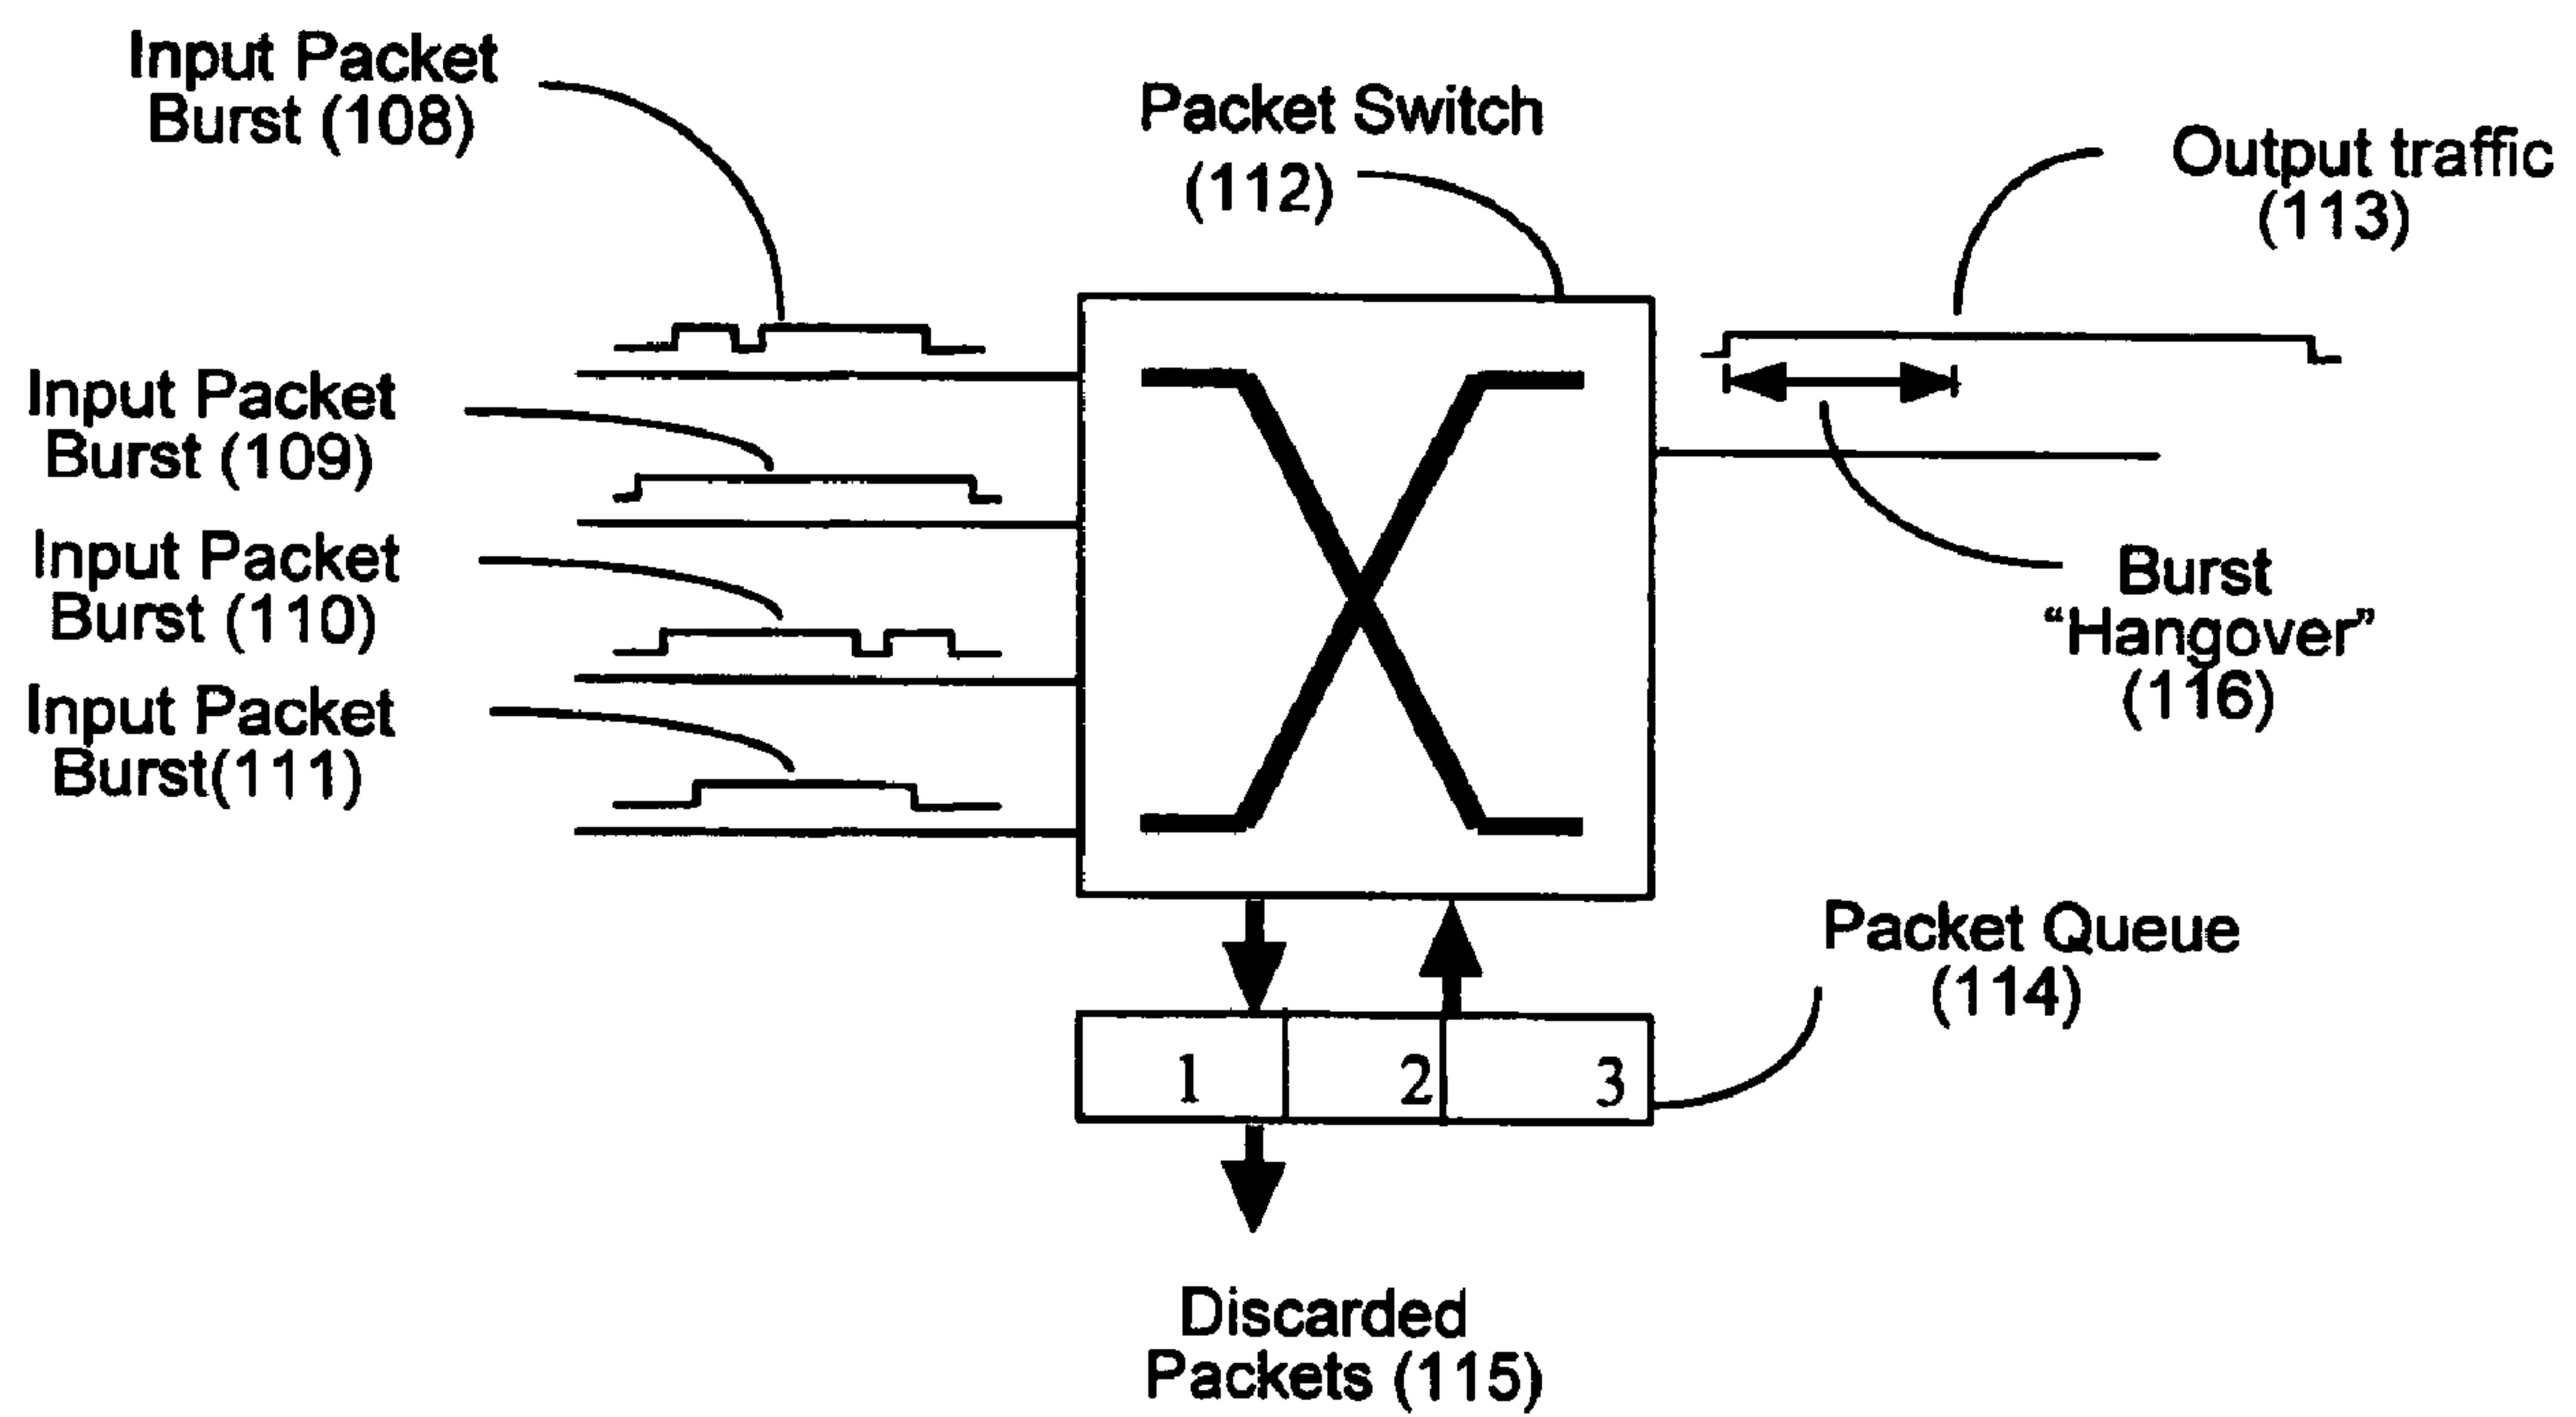 Input Packet
Burst (108)
Packet Switch
(112)
Output traffic
(113)
Input Packet
Burst (109)
Input Packet
Burst (110)
Burst
“Hangover”
(116)
Input Packet
Burst(111)
Packet Queue
(114)
1 2 3
Discarded
Packets (115)